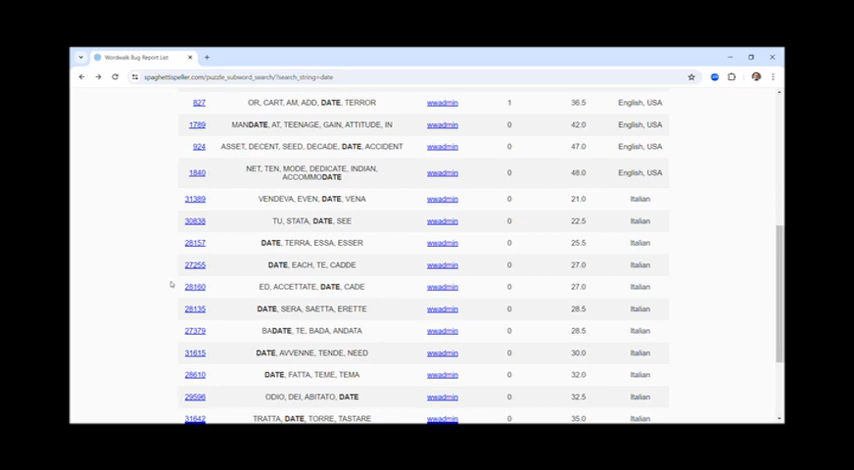 Wordwalk Bug Report List
spaghettispeller.com/puzzle_subword_search/?search_string=date
827 OR, CART, AM, ADD, DATE, TERROR wwadmin 1 36.5 English, USA
1789 MANDATE, AT, TEENAGE, GAIN, ATTITUDE, IN wwadmin 0 42.0 English, USA
924 ASSET, DECENT, SEED, DECADE, DATE, ACCIDENT wwadmin 0 47.0 English, USA
1840 NET, TEN, MODE, DEDICATE, INDIAN, wwadmin 0 48.0 English, USA
ACCOMMODATE
31389 VENDEVA, EVEN, DATE, VENA wwadmin 0 21.0 Italian
30838 TU, STATA, DATE, SEE wwadmin 0 22.5 Italian
28157 DATE, TERRA, ESSA, ESSER wwadmin 0 25.5 Italian
27255 DATE, EACH, TE, CADDE wwadmin 0 27.0 Italian
28160 ED, ACCETTATE, DATE, CADE wwadmin 0 27.0 Italian
28135 DATE, SERA, SAETTA, ERETTE wwadmin 0 28.5 Italian
27379 BADATE, TE, BADA, ANDATA wwadmin 0 28.5 Italian
31615 DATE, AVVENNE, TENDE, NEED wwadmin 0 30.0 Italian
28610 DATE, FATTA, TEME, TEMA wwadmin 0 32.0 Italian
29596 ODIO, DEI, ABITATO, DATE wwadmin 0 32.5 Italian
31642 TRATTA, DATE, TORRE, TASTARE wwadmin 0 35.0 Italian